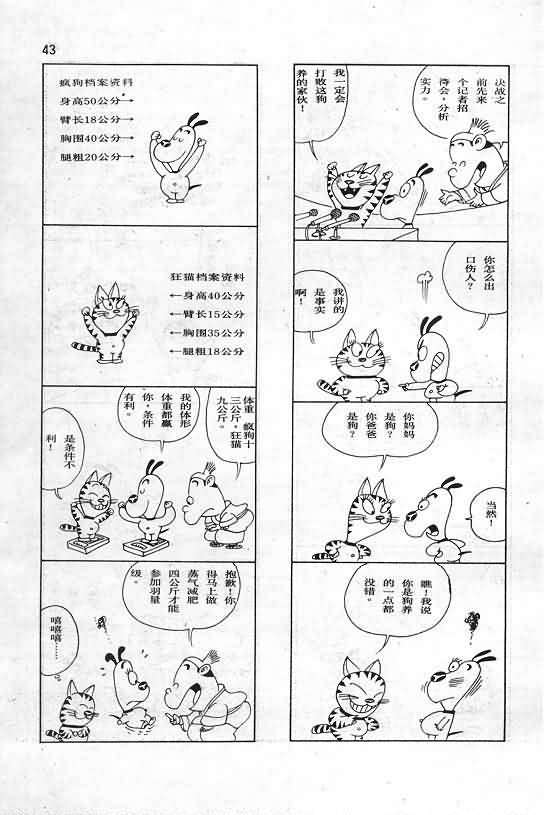 43
决战之
前先来
个记者招
待会，分析
实力。
我一定会
打败这狗
养的家伙！
你怎么出
口伤人？
我讲的
是事实
啊！
你妈妈
是狗？
你爸爸
是狗？
当然！
瞧！我说
你是狗养
的一点都
没错。
疯狗档案资料
身高50公分→
臂长18公分→
胸围40公分→
腿粗20公分→
狂猫档案资料
←身高40公分
←臂长15公分
←胸围35公分
←腿粗18公分
体重，疯狗十
三公斤，狂猫
九公斤。
我的体形
体重都赢
你，条件
有利。
是条件不
利！
抱歉！你
得马上做
蒸气减肥
四公斤才能
参加羽量
级。
嘻嘻
嘻嘻……